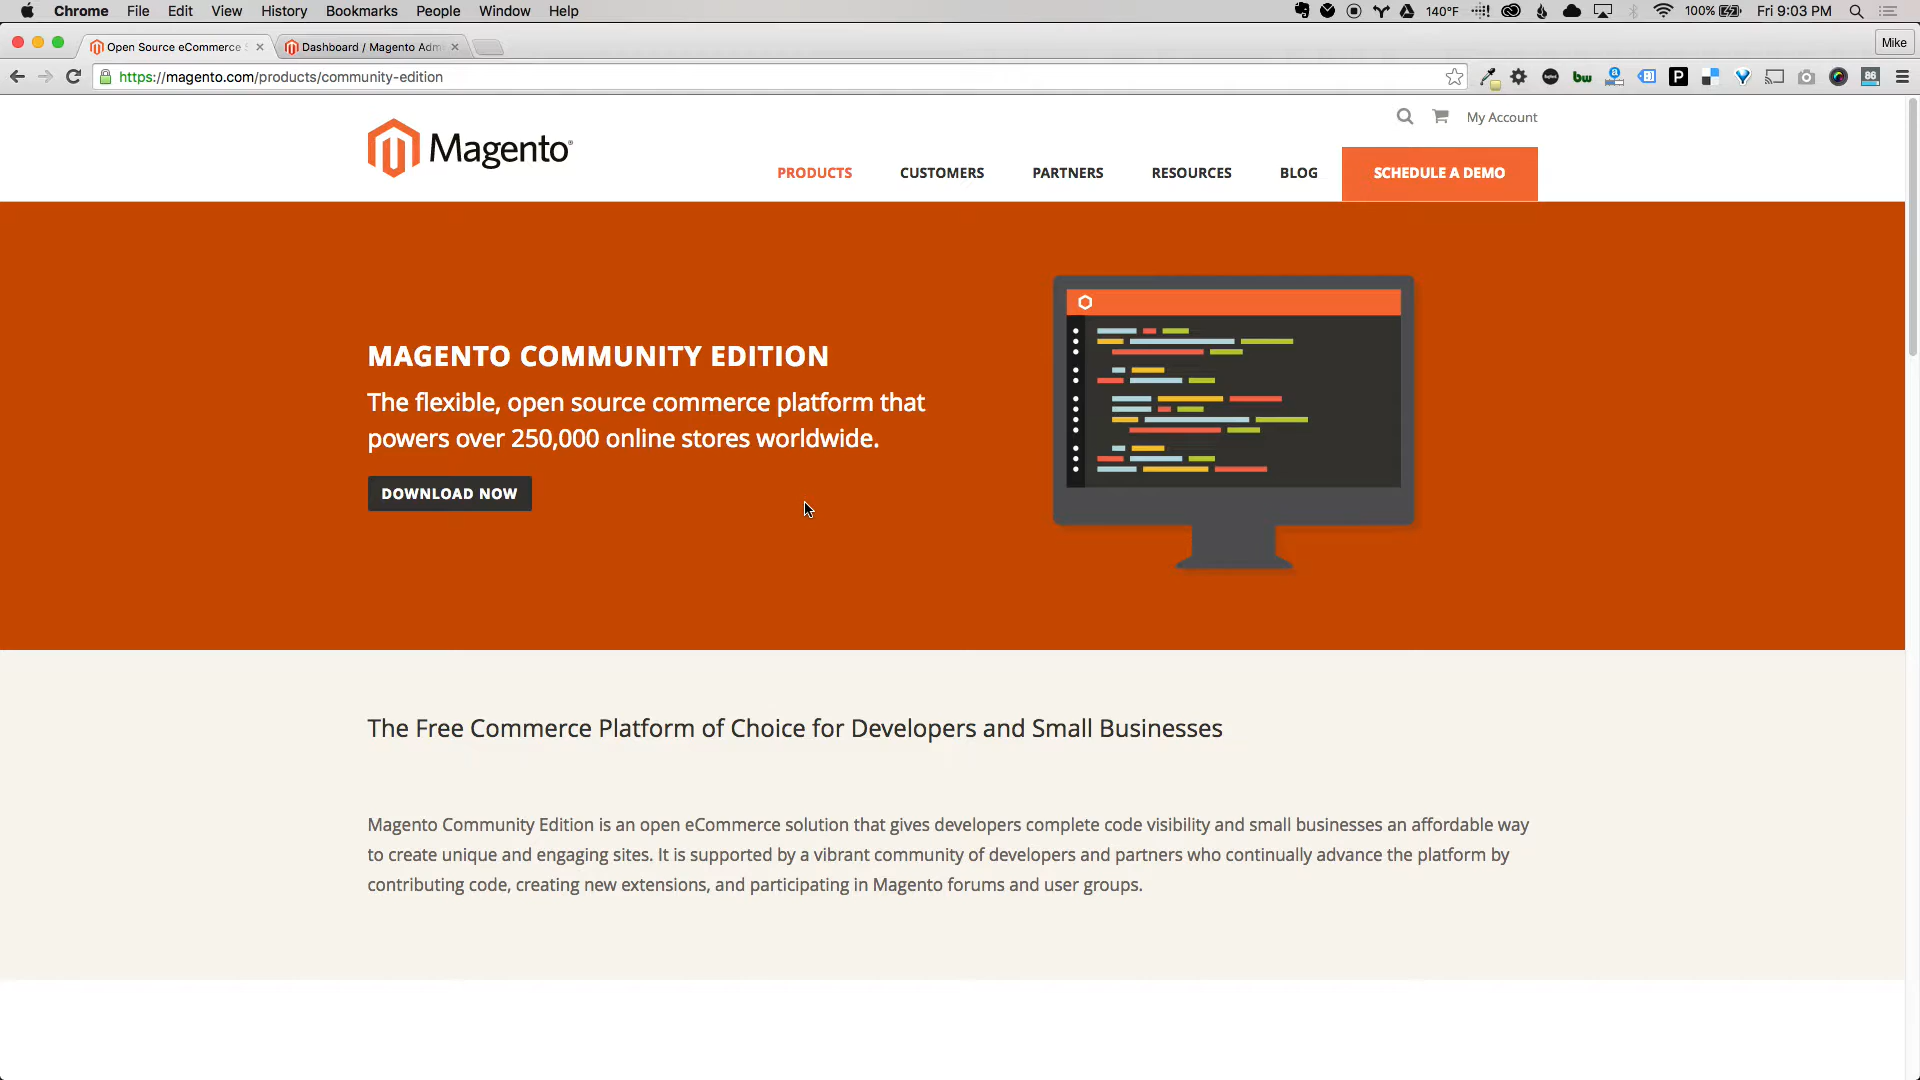 Chrome File Edit View History Bookmarks People Window Help 140°F 100% Fri 9:03 PM
Open Source eCommerce Dashboard / Magento Adm Mike
https://magento.com/products/community-edition bw P 86
My Account
Magento
PRODUCTS CUSTOMERS PARTNERS RESOURCES BLOG SCHEDULE A DEMO
MAGENTO COMMUNITY EDITION
The flexible, open source commerce platform that
powers over 250,000 online stores worldwide.
DOWNLOAD NOW
The Free Commerce Platform of Choice for Developers and Small Businesses
Magento Community Edition is an open eCommerce solution that gives developers complete code visibility and small businesses an affordable way
to create unique and engaging sites. It is supported by a vibrant community of developers and partners who continually advance the platform by
contributing code, creating new extensions, and participating in Magento forums and user groups.